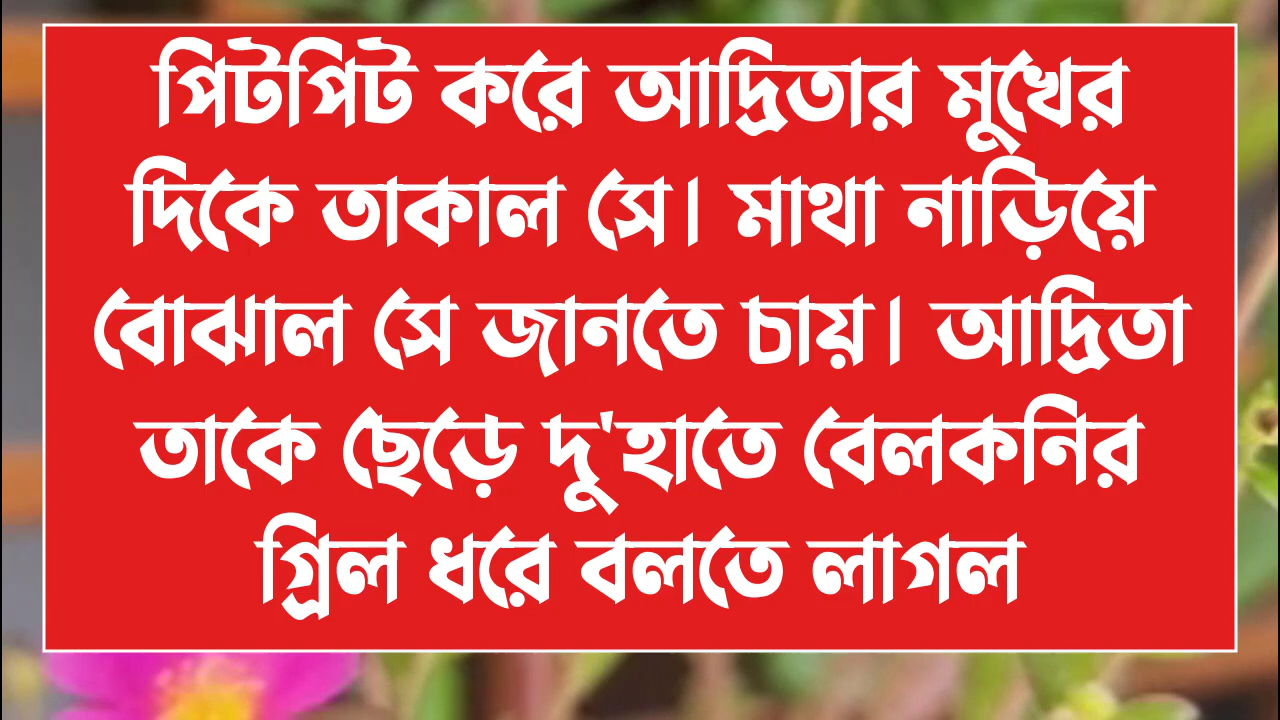 পিটপিট করে আদ্রিতার মুখের
দিকে তাকাল সে। মাথা নাড়িয়ে
বোঝাল সে জানতে চায়। আদ্রিতা
তাকে ছেড়ে দু'হাতে বেলকনির
গ্রিল ধরে বলতে লাগল